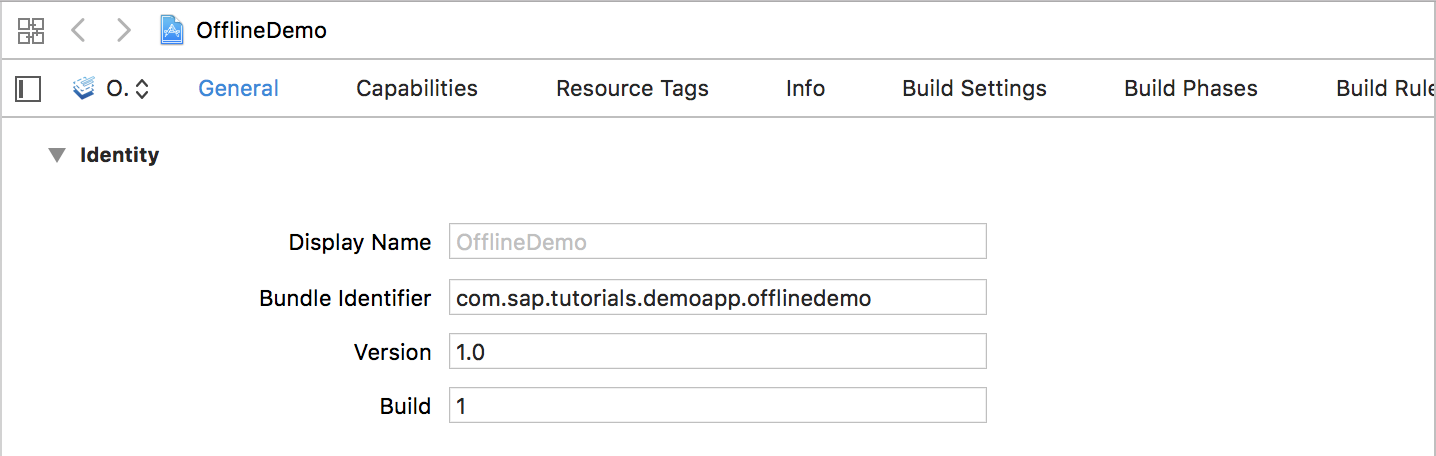 OfflineDemo
O. General Capabilities Resource Tags Info Build Settings Build Phases Build Rule
Identity
Display Name OfflineDemo
Bundle Identifier com.sap.tutorials.demoapp.offlinedemo
Version 1.0
Build 1